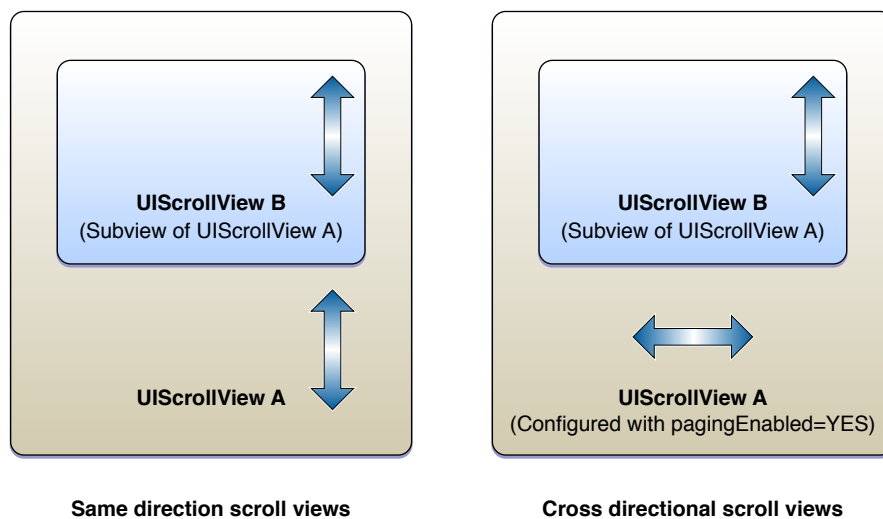 UIScrollView B
(Subview of UIScrollView A)
UIScrollView A
Same direction scroll views
UIScrollView B
(Subview of UIScrollView A)
UIScrollView A
(Configured with pagingEnabled=YES)
Cross directional scroll views